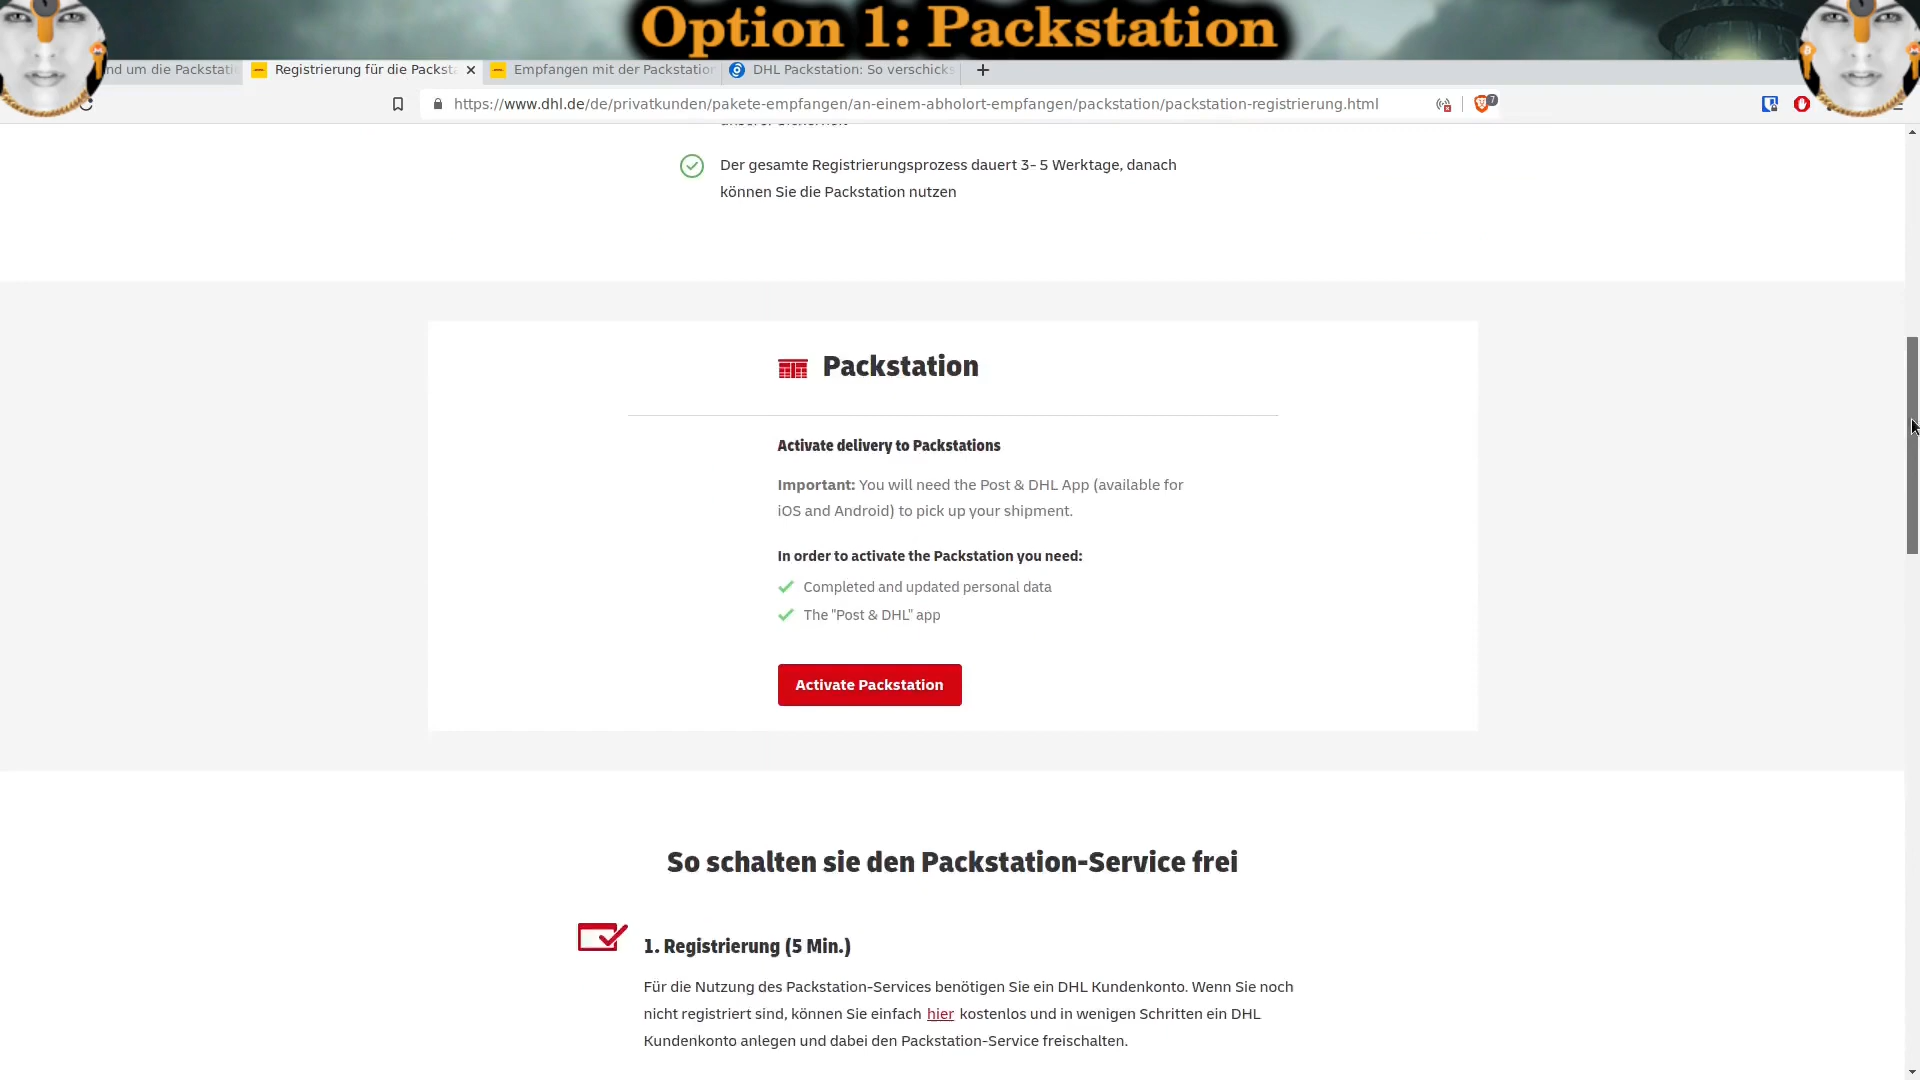 Option 1: Packstation
nd um die Packstati
Registrierung für die Packsta
Empfangen mit der Packstation
DHL Packstation: So verschicks
https://www.dhl.de/de/privatkunden/pakete-empfangen/an-einem-abholort-empfangen/packstation/packstation-registrierung.html
7
Der gesamte Registrierungsprozess dauert 3- 5 Werktage, danach
können Sie die Packstation nutzen
Packstation
Activate delivery to Packstations
Important: You will need the Post & DHL App (available for
iOS and Android) to pick up your shipment.
In order to activate the Packstation you need:
Completed and updated personal data
The "Post & DHL" app
Activate Packstation
So schalten sie den Packstation-Service frei
1. Registrierung (5 Min.)
Für die Nutzung des Packstation-Services benötigen Sie ein DHL Kundenkonto. Wenn Sie noch
nicht registriert sind, können Sie einfach hier kostenlos und in wenigen Schritten ein DHL
Kundenkonto anlegen und dabei den Packstation-Service freischalten.